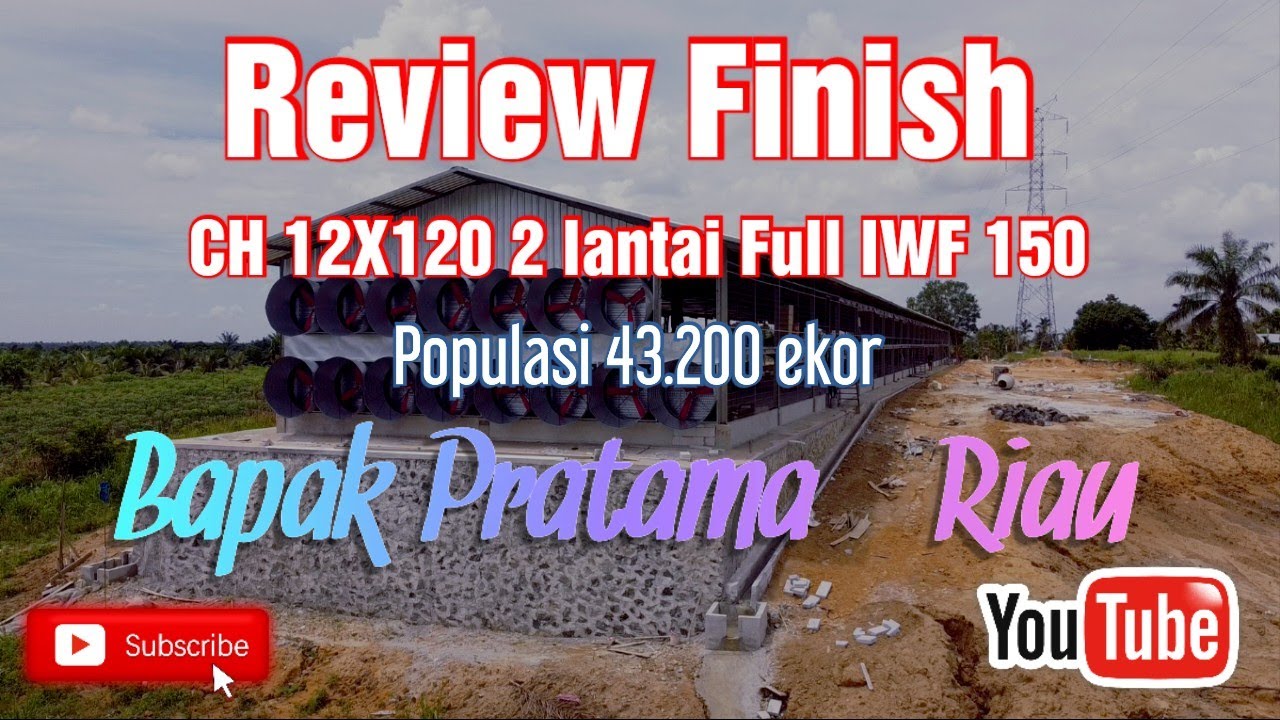 Review Finish
CH 12X120 2 lantai Full IWF 150
Populasi 43.200 ekor
Bapak Pratama Riau
Subscribe
YouTube